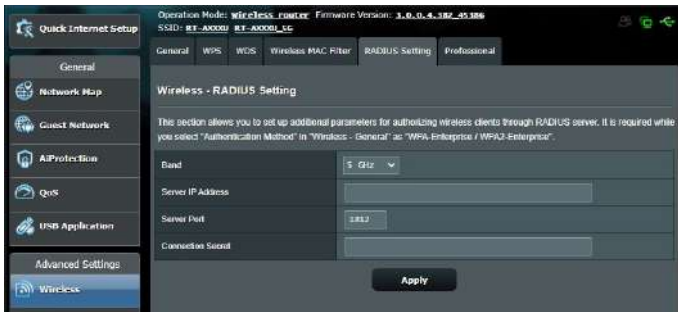 Quick Internet Setup
Operation Mode: Wireless router Firmware Version: 3.0.0.4.382_45386
SSID: RT-AXXXU RT-AXXXU_5G
General WPS WDS Wireless MAC Filter RADIUS Setting Professional
General
Network Map
Guest Network
AiProtection
QoS
USB Application
Advanced Settings
Wireless
Wireless - RADIUS Setting
This section allows you to set up additional parameters for authorizing wireless clients through RADIUS server. It is required while
you select "Authentication Method" in "Wireless - General" as "WPA-Enterprise / WPA2-Enterprise".
Band 5 GHz
Server IP Address
Server Port 1812
Connection Secret
Apply